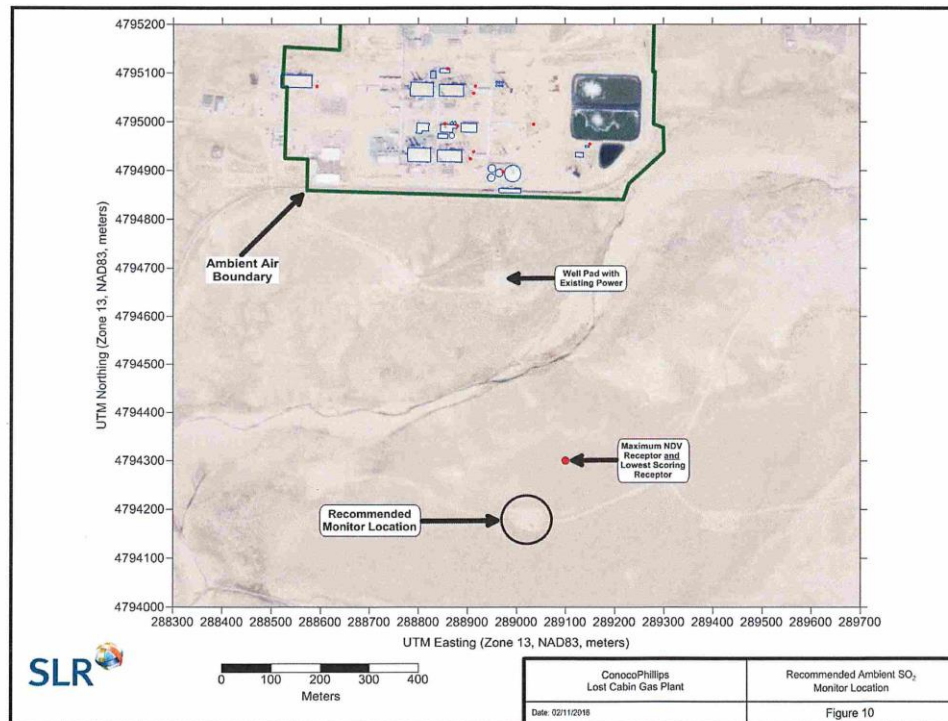 4795200
4795100
4795000
4794900
4794800
4794700
4794600
4794500
4794400
4794300
4794200
4794100
4794000
UTM Northing (Zone 13, NAD83, meters)
Ambient Air
Boundary
Well Pad with
Existing Power
Maximum NDV
Receptor and
Lowest Scoring
Receptor
Recommended
Monitor Location
288300 288400 288500 288600 288700 288800 288900 289000 289100 289200 289300 289400 289500 289600 289700
UTM Easting (Zone 13, NAD83, meters)
SLR
0 100 200 300 400
Meters
ConocoPhillips
Lost Cabin Gas Plant
Recommended Ambient SO₂
Monitor Location
Date: 02/11/2016
Figure 10